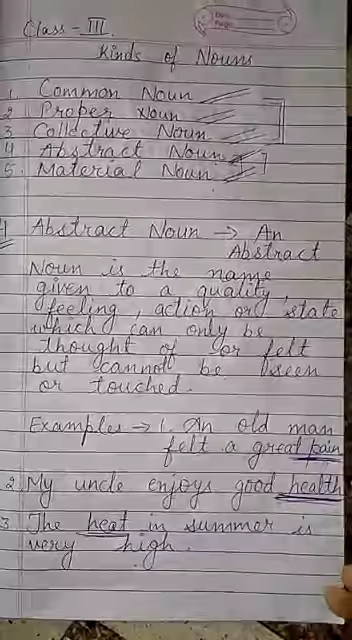 Class - III.
Kinds of Nouns
1. Common Noun
2 Proper Noun
3 Collective Noun
4 Abstract Noun
5. Material Noun
4 Abstract Noun → An
Abstract
Noun is the name
given to a quality,
feeling, action or state
which can only be
thought of or felt
but cannot be seen
or touched.
Examples → 1. An old man
felt a great pain
2. My uncle enjoys good health
3. The heat in summer is
very high.